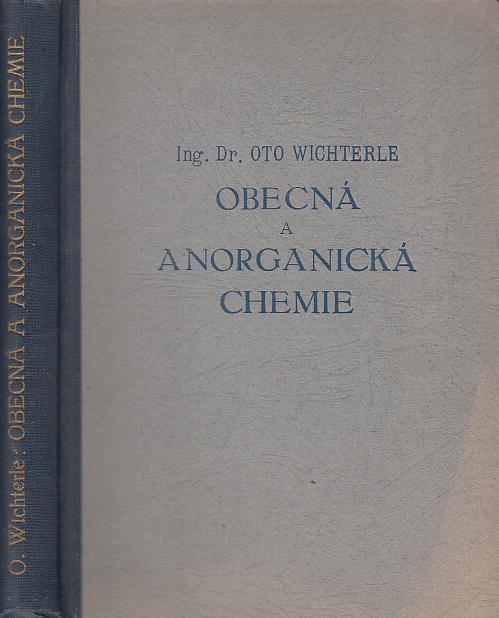 O. Wichterle: OBECNÁ A ANORGANICKÁ CHEMIE
Ing. Dr. OTO WICHTERLE
OBECNÁ
A
ANORGANICKÁ
CHEMIE